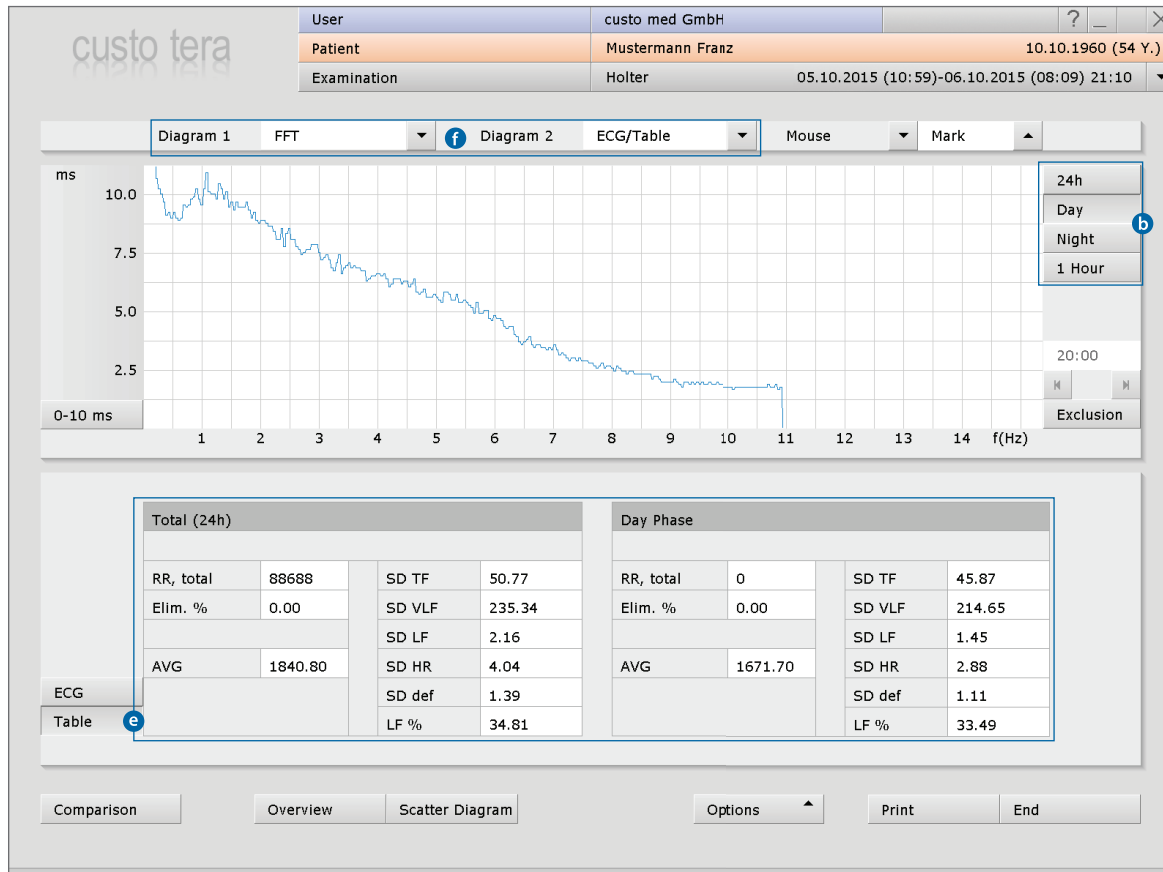 custo tera
User custo med GmbH ? _ X
Patient Mustermann Franz 10.10.1960 (54 Y.)
Examination Holter 05.10.2015 (10:59)-06.10.2015 (08:09) 21:10
Diagram 1 FFT f Diagram 2 ECG/Table Mouse Mark
ms
10.0
7.5
5.0
2.5
0-10 ms
1 2 3 4 5 6 7 8 9 10 11 12 13 14 f(Hz)
24h
Day
b
Night
1 Hour
20:00
Exclusion
Total (24h) Day Phase
RR, total 88688 SD TF 50.77 RR, total 0 SD TF 45.87
Elim. % 0.00 SD VLF 235.34 Elim. % 0.00 SD VLF 214.65
SD LF 2.16 SD LF 1.45
AVG 1840.80 SD HR 4.04 AVG 1671.70 SD HR 2.88
ECG SD def 1.39 SD def 1.11
Table e LF % 34.81 LF % 33.49
Comparison Overview Scatter Diagram Options Print End